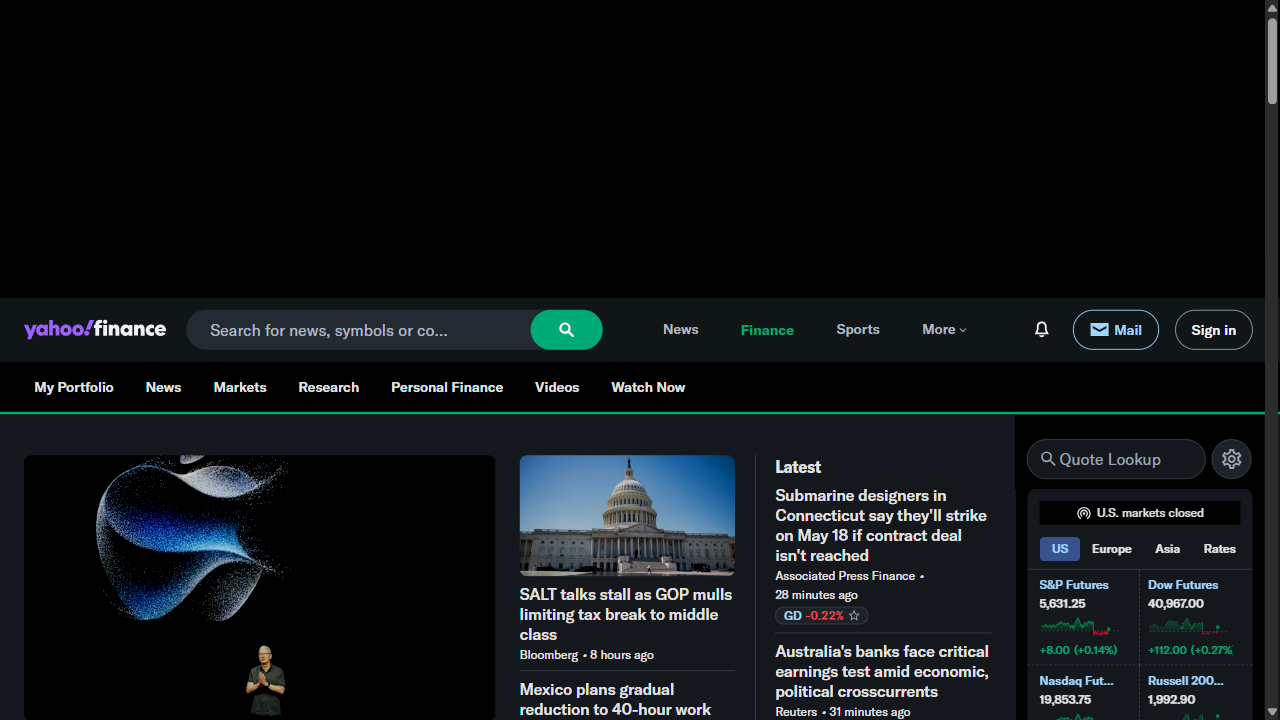 yahoo!finance
Search for news, symbols or co...
News
Finance
Sports
More
Mail
Sign in
My Portfolio
News
Markets
Research
Personal Finance
Videos
Watch Now
SALT talks stall as GOP mulls
limiting tax break to middle
class
Bloomberg • 8 hours ago
Mexico plans gradual
reduction to 40-hour work
Latest
Submarine designers in
Connecticut say they'll strike
on May 18 if contract deal
isn't reached
Associated Press Finance •
28 minutes ago
GD -0.22%
Australia's banks face critical
earnings test amid economic,
political crosscurrents
Reuters • 31 minutes ago
Quote Lookup
U.S. markets closed
US
Europe
Asia
Rates
S&P Futures
5,631.25
+8.00 (+0.14%)
Dow Futures
40,967.00
+112.00 (+0.27%
Nasdaq Fut...
19,853.75
Russell 200...
1,992.90